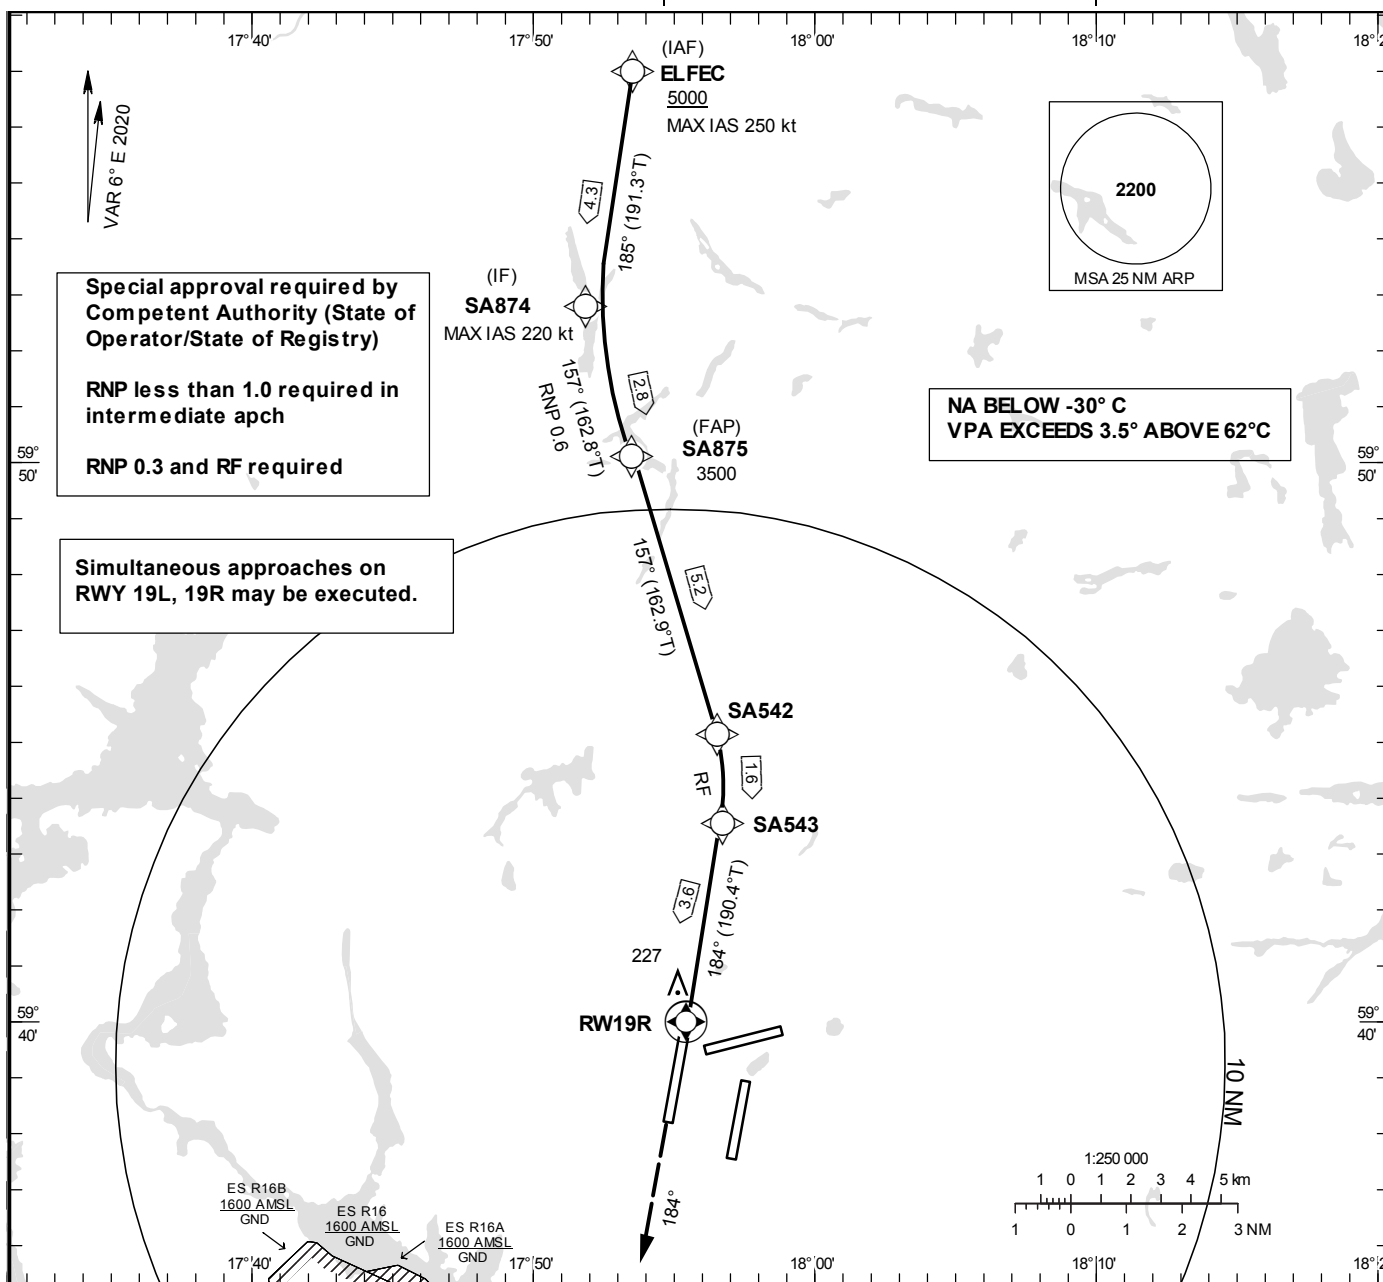 17°40'
17°50'
18°00'
18°10'
18°2
(IAF)
ELFEC
5000
MAX IAS 250 kt
VAR 6° E 2020
2200
MSA 25 NM ARP
4.3
185° (191.3°T)
Special approval required by
Competent Authority (State of
Operator/State of Registry)
RNP less than 1.0 required in
intermediate apch
RNP 0.3 and RF required
(IF)
SA874
MAX IAS 220 kt
157° (162.8°T)
RNP 0.6
2.8
(FAP)
SA875
3500
NA BELOW -30° C
VPA EXCEEDS 3.5° ABOVE 62°C
59°
50'
59°
50'
Simultaneous approaches on
RWY 19L, 19R may be executed.
157° (162.9°T)
5.2
SA542
RF
1.6
SA543
3.6
184° (190.4°T)
227
RW19R
59°
40'
59°
40'
10 NM
184°
1:250 000
1 0 1 2 3 4 5 km
1 0 1 2 3 NM
ES R16B
1600 AMSL
GND
ES R16
1600 AMSL
GND
ES R16A
1600 AMSL
GND
17°40'
17°50'
18°00'
18°10'
18°2